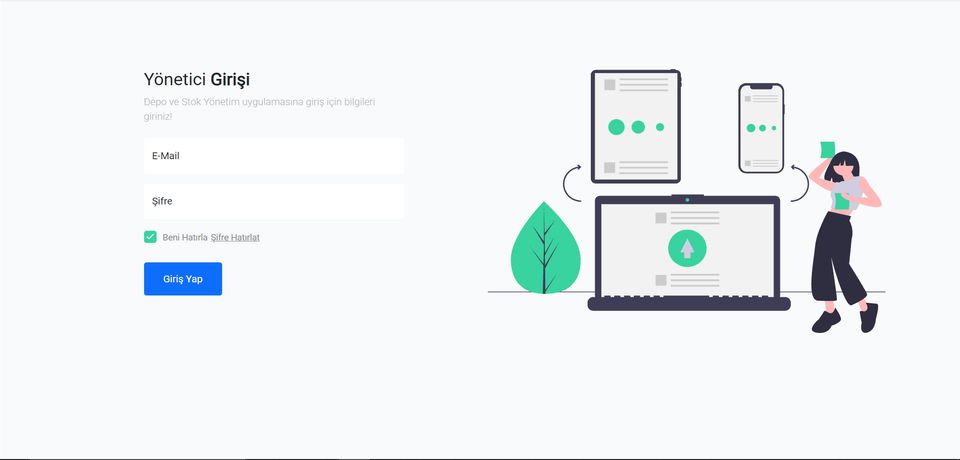 Yönetici Girişi
Depo ve Stok Yönetim uygulamasına giriş için bilgileri
giriniz!
E-Mail
Şifre
Beni Hatırla Şifre Hatırlat
Giriş Yap